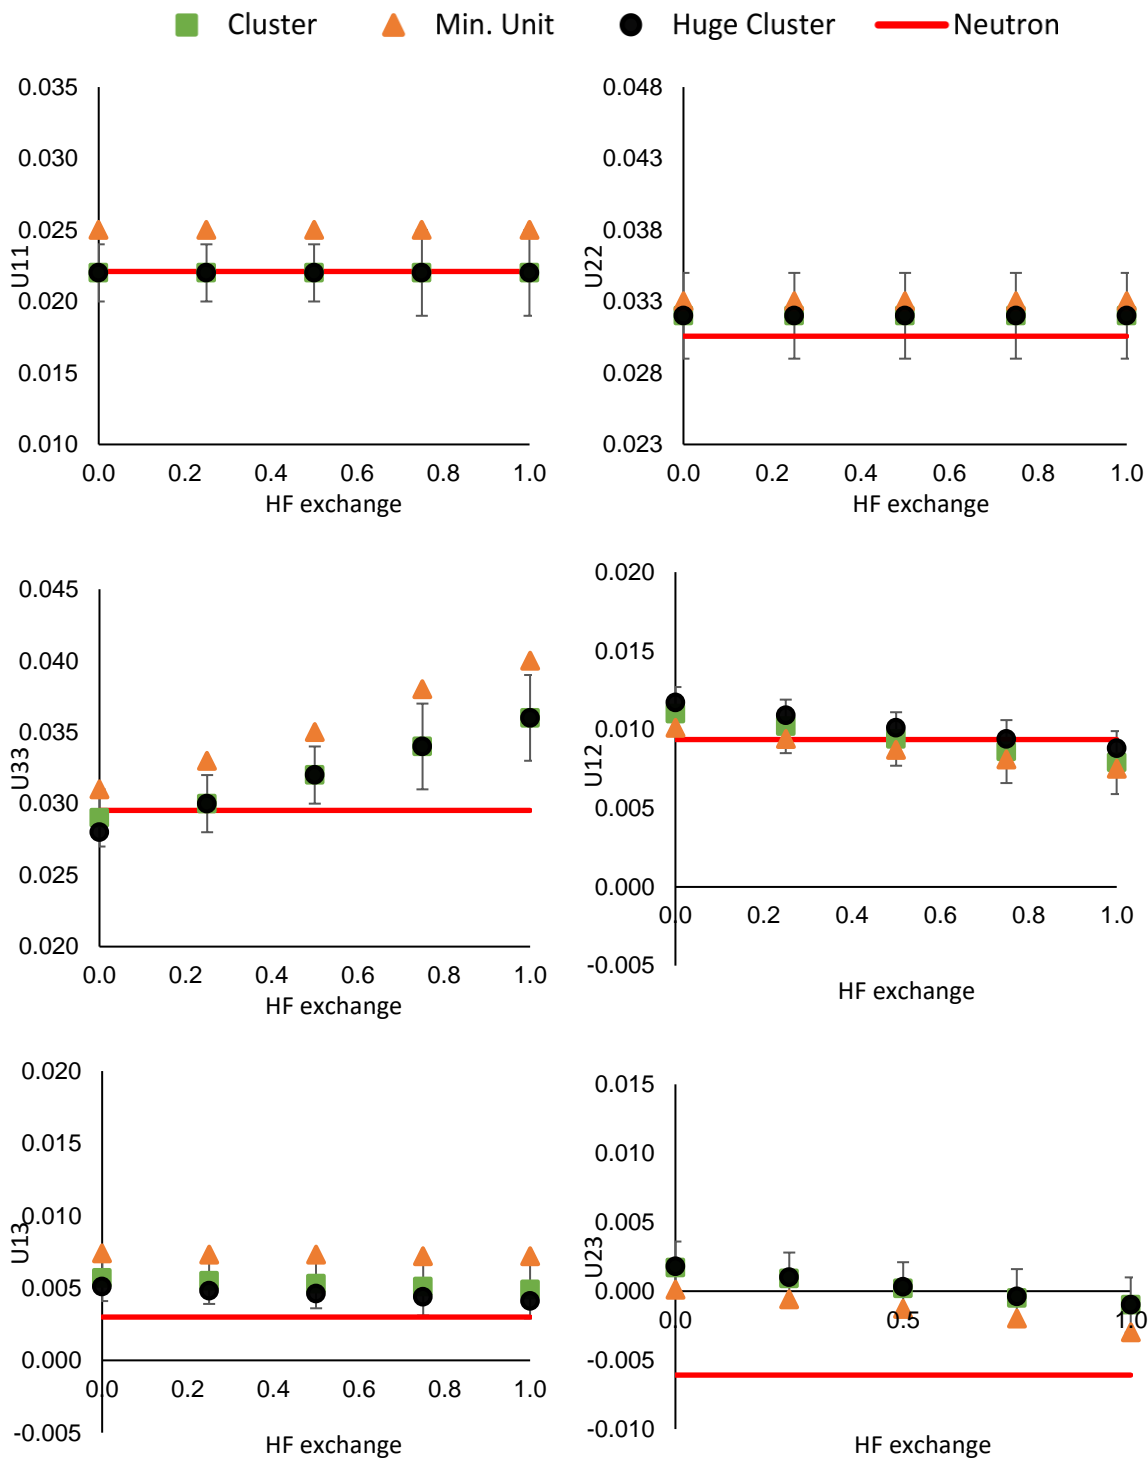 Cluster Min. Unit Huge Cluster Neutron
0.035
0.030
0.025
0.020
0.015
0.010
U11
0.0 0.2 0.4 0.6 0.8 1.0
HF exchange
0.048
0.043
0.038
0.033
0.028
0.023
U22
0.0 0.2 0.4 0.6 0.8 1.0
HF exchange
0.045
0.040
0.035
0.030
0.025
0.020
U33
0.0 0.2 0.4 0.6 0.8 1.0
HF exchange
0.020
0.015
0.010
0.005
0.000
-0.005
U12
0.0 0.2 0.4 0.6 0.8 1.0
HF exchange
0.020
0.015
0.010
0.005
0.000
-0.005
U13
0.0 0.2 0.4 0.6 0.8 1.0
HF exchange
0.015
0.010
0.005
0.000
-0.005
-0.010
U23
0.0 0.5 1.0
HF exchange